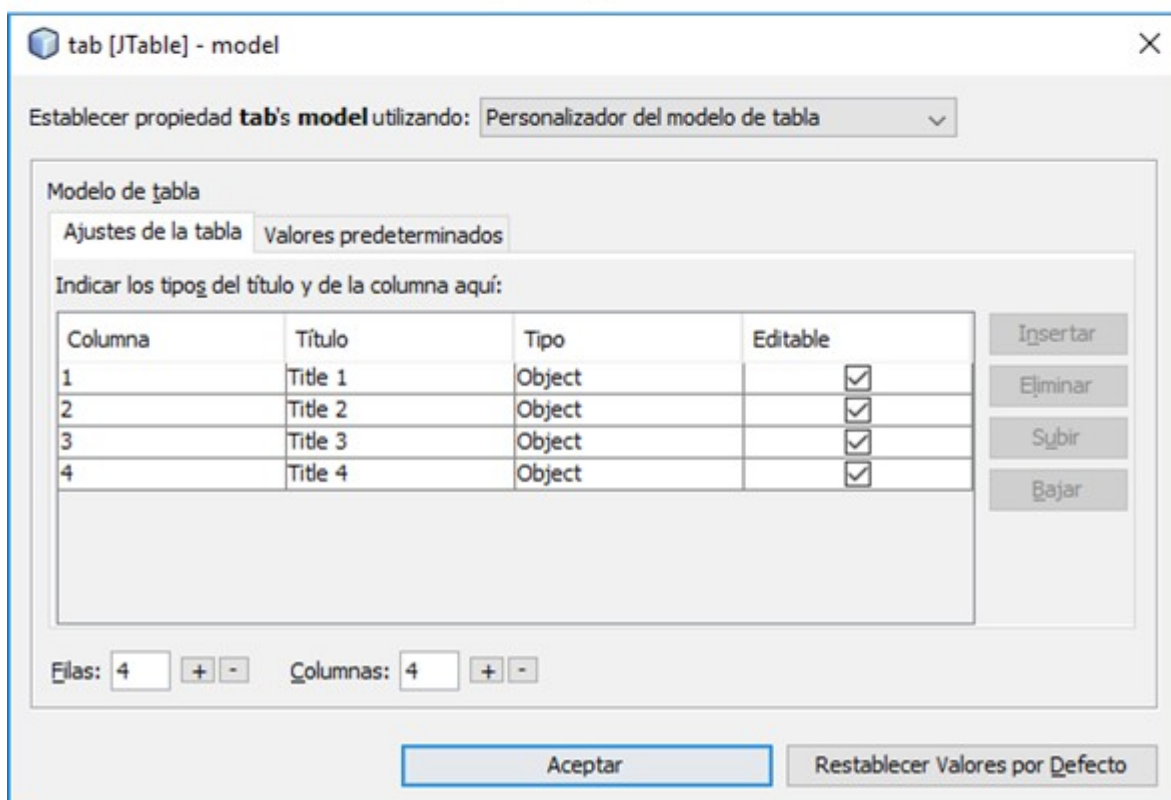 tab [JTable] - model
Establecer propiedad tab's model utilizando: Personalizador del modelo de tabla
Modelo de tabla
Ajustes de la tabla Valores predeterminados
Indicar los tipos del título y de la columna aquí:
Columna Título Tipo Editable
1 Title 1 Object
2 Title 2 Object
3 Title 3 Object
4 Title 4 Object
Insertar
Eliminar
Subir
Bajar
Filas: 4 + - Columnas: 4 + -
Aceptar Restablecer Valores por Defecto